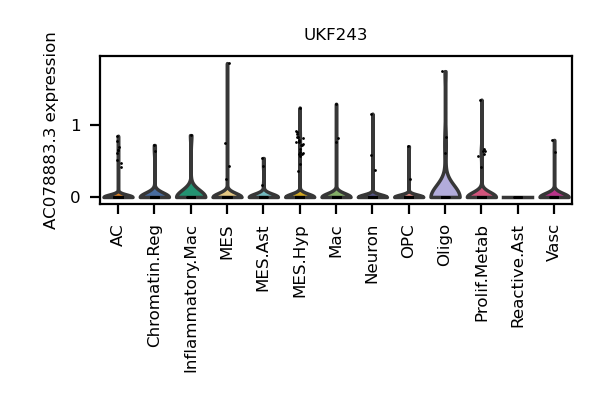 UKF243
AC078883.3 expression
1
0
AC
Chromatin.Reg
Inflammatory.Mac
MES
MES.Ast
MES.Hyp
Mac
Neuron
OPC
Oligo
Prolif.Metab
Reactive.Ast
Vasc